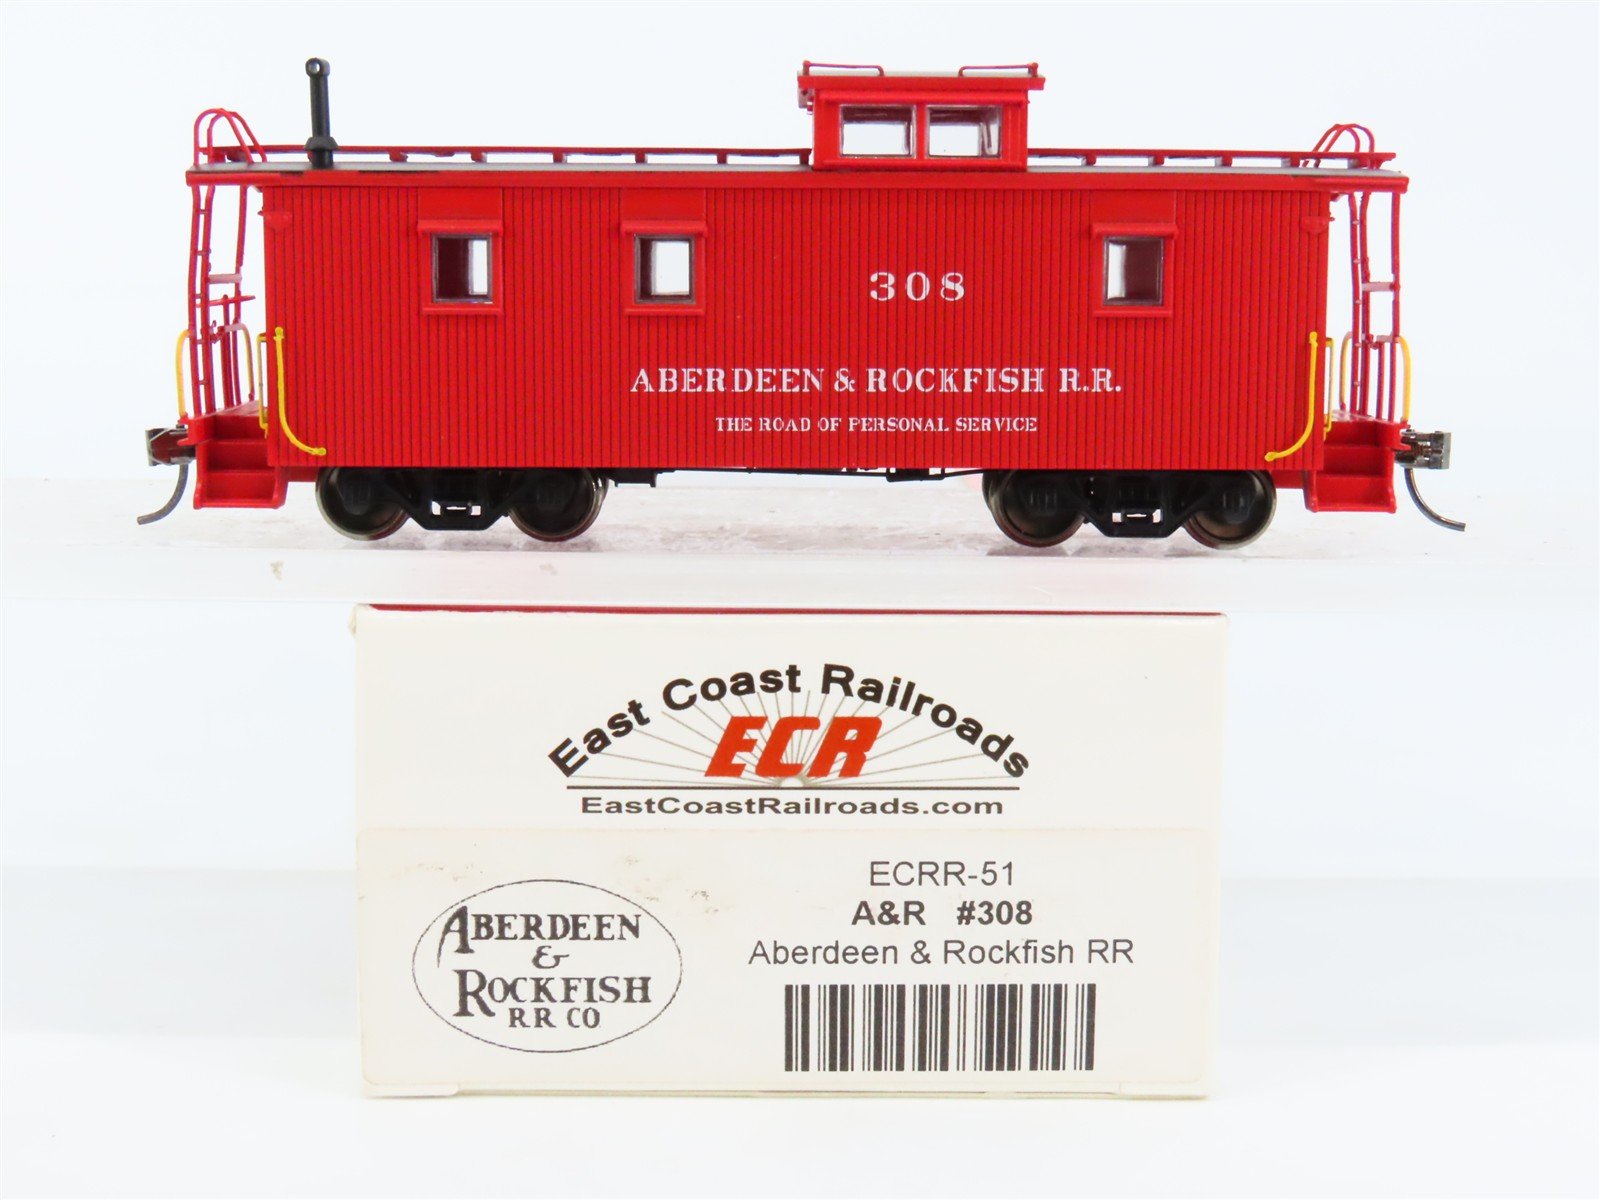 308
ABERDEEN & ROCKFISH R.R.
THE ROAD OF PERSONAL SERVICE
East Coast Railroads
ECR
EastCoastRailroads.com
ABERDEEN
&
ROCKFISH
RR CO
ECRR-51
A&R #308
Aberdeen & Rockfish RR